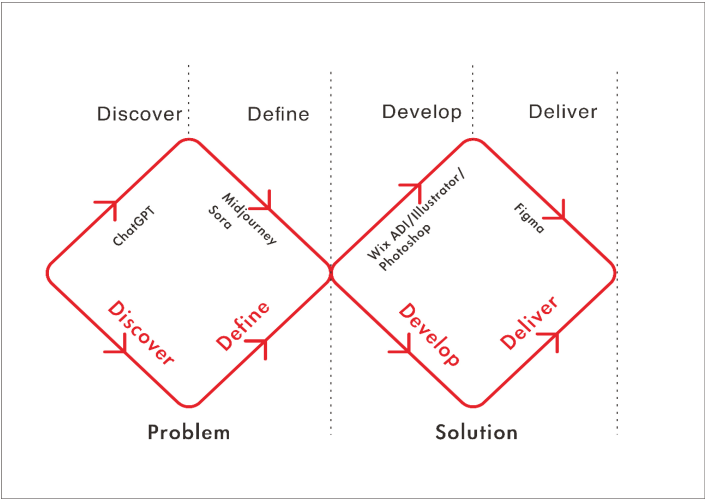 Discover
Define
Develop
Deliver
ChatGPT
Midjourney
Sora
Wix ADI/Illustrator/
Photoshop
Figma
Discover
Define
Develop
Deliver
Problem
Solution